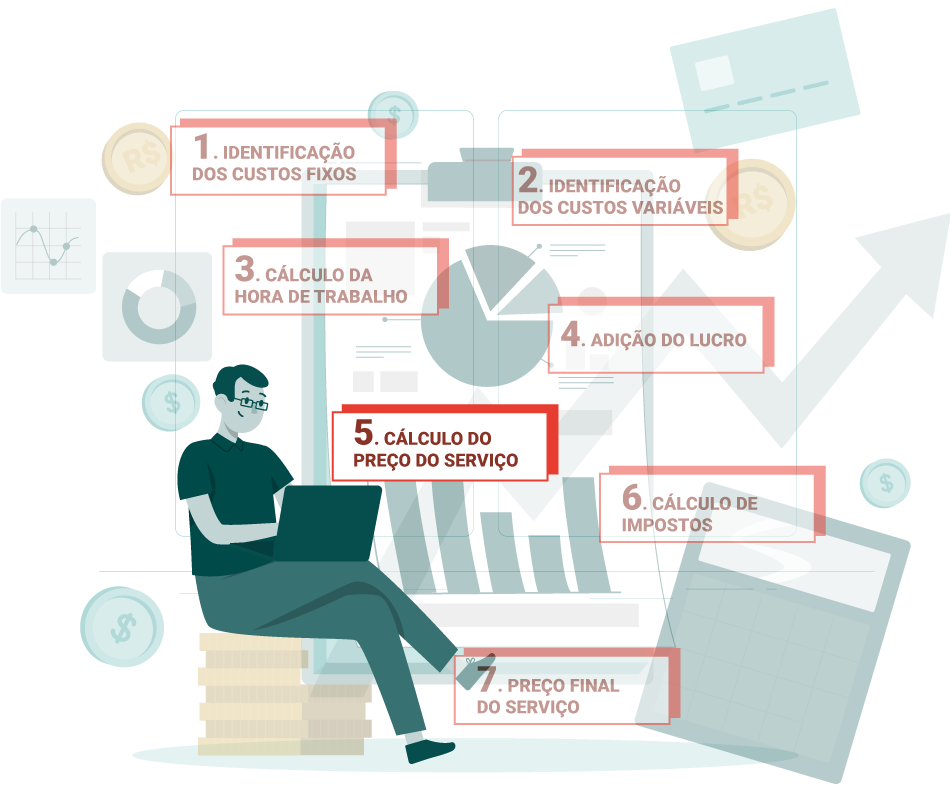 1. IDENTIFICAÇÃO
DOS CUSTOS FIXOS
2. IDENTIFICAÇÃO
DOS CUSTOS VARIÁVEIS
3. CÁLCULO DA
HORA DE TRABALHO
4. ADIÇÃO DO LUCRO
5. CÁLCULO DO
PREÇO DO SERVIÇO
6. CÁLCULO DE
IMPOSTOS
7. PREÇO FINAL
DO SERVIÇO
$
R$
R$
$
$
$